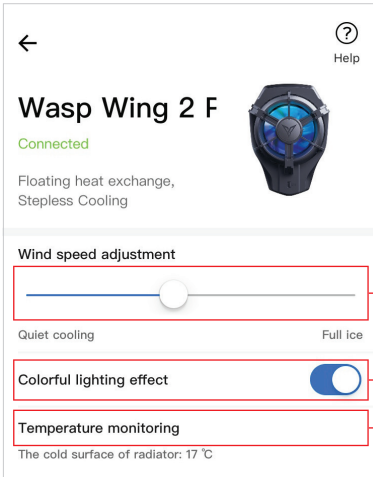 Help
Wasp Wing 2 F
Connected
Floating heat exchange,
Stepless Cooling
Wind speed adjustment
Quiet cooling Full ice
Colorful lighting effect
Temperature monitoring
The cold surface of radiator: 17 ℃